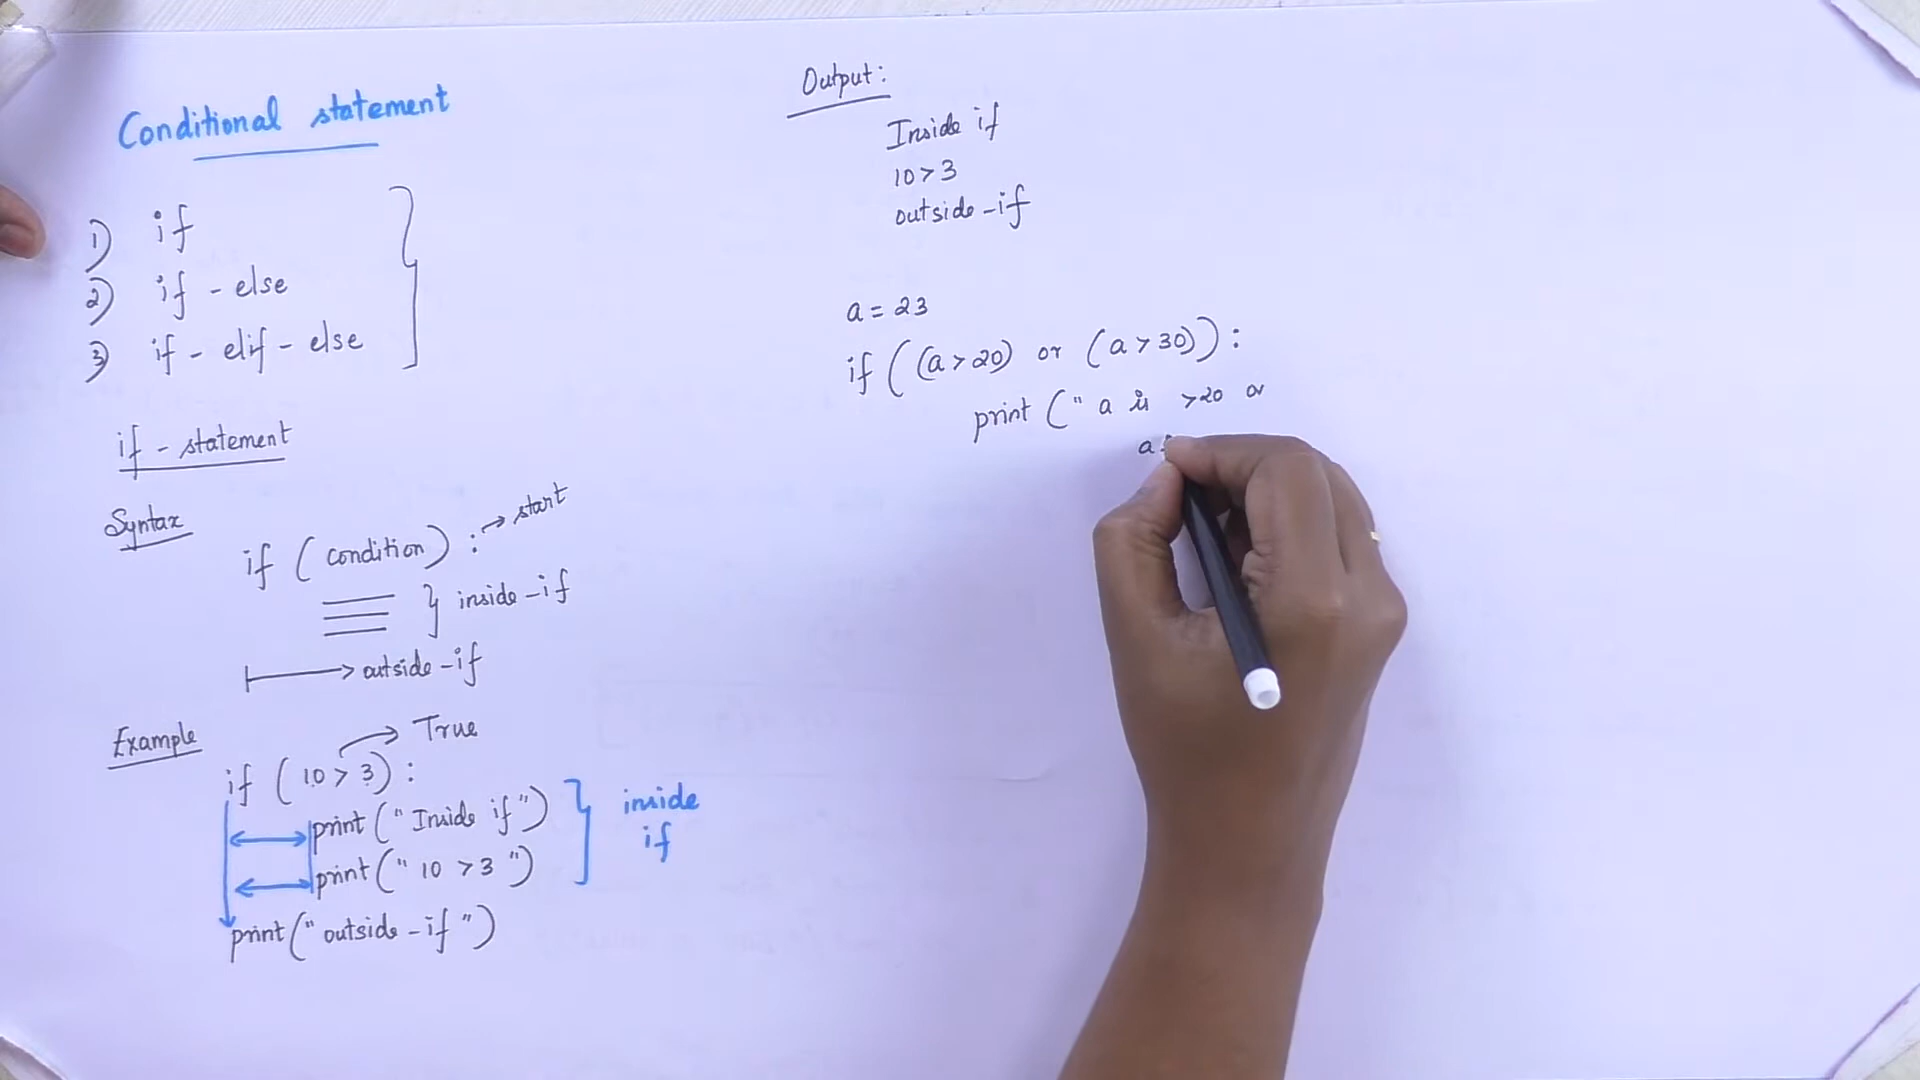 Conditional statement
1) if
2) if - else
3) if - elif - else
if - statement
Syntax
if (condition) : → start
inside - if
outside - if
Example
True
if (10 > 3) :
print (" Inside if ")
print (" 10 > 3 ")
inside
if
print (" outside - if ")
Output:
Inside if
10 > 3
outside - if
a = 23
if ((a > 20) or (a > 30)) :
print (" a is >20 or
a